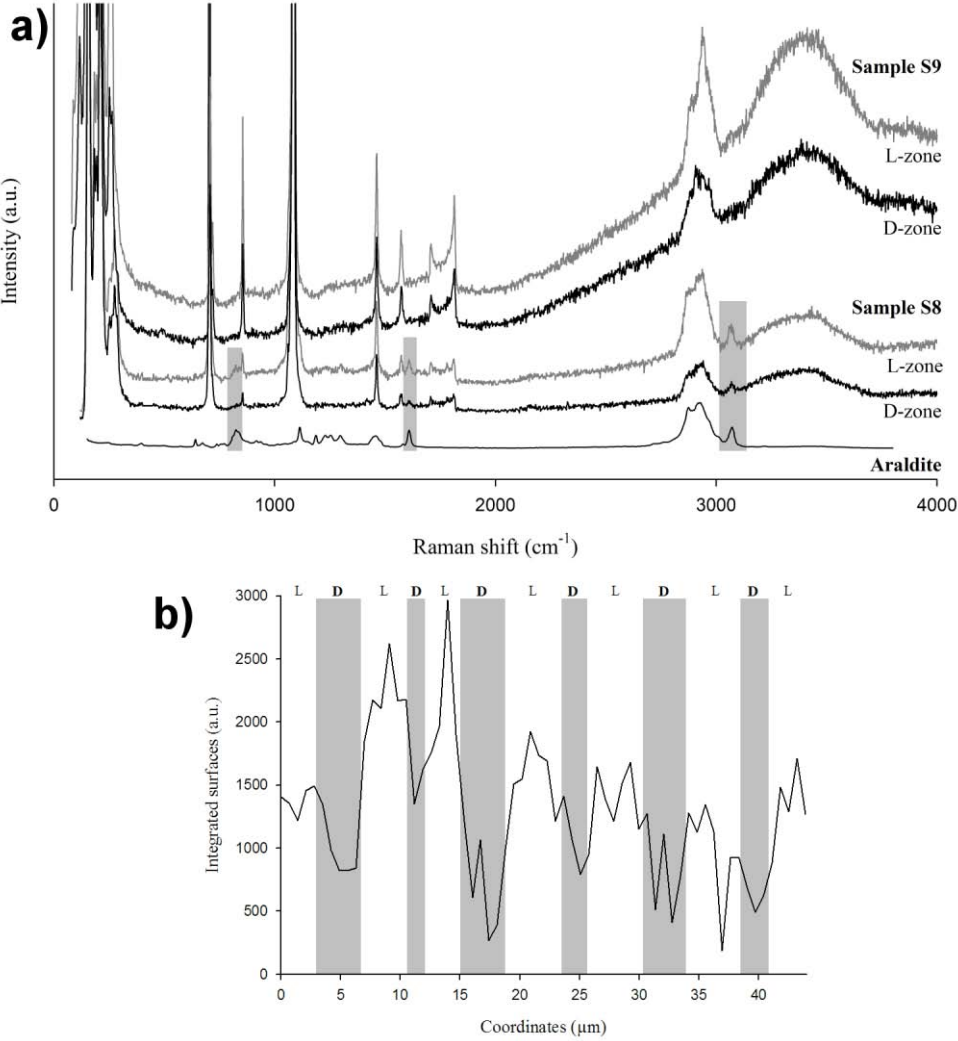 a)
Intensity (a.u.)
Sample S9
L-zone
D-zone
Sample S8
L-zone
D-zone
Araldite
0 1000 2000 3000 4000
Raman shift (cm-1)
b)
L D L D L D L D L D L D L
Integrated surfaces (a.u.)
3000
2500
2000
1500
1000
500
0
0 5 10 15 20 25 30 35 40
Coordinates (µm)